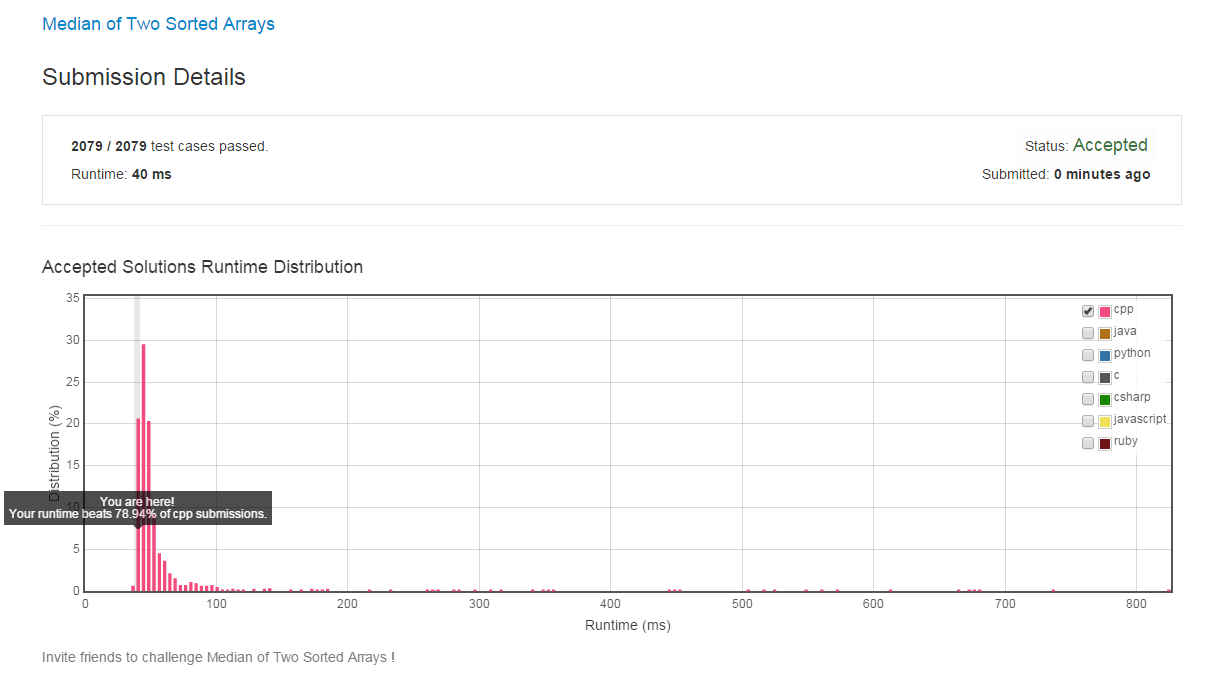 Median of Two Sorted Arrays
Submission Details
2079 / 2079 test cases passed.
Status: Accepted
Runtime: 40 ms
Submitted: 0 minutes ago
Accepted Solutions Runtime Distribution
35
30
25
20
15
10
5
0
Distribution (%)
cpp
java
python
c
csharp
javascript
ruby
You are here!
Your runtime beats 78.94% of cpp submissions.
0 100 200 300 400 500 600 700 800
Runtime (ms)
Invite friends to challenge Median of Two Sorted Arrays !